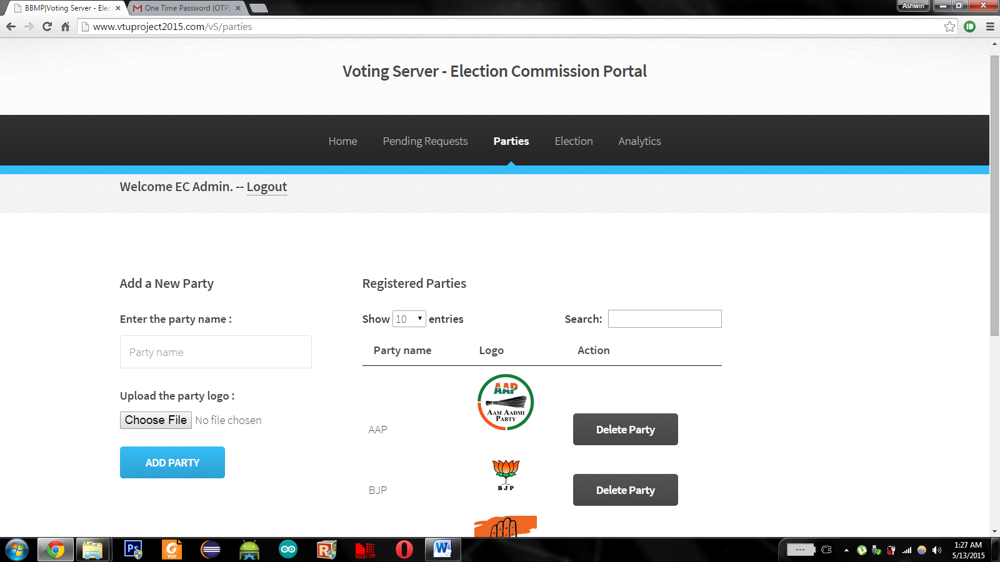 BBMP|Voting Server - Elec
One Time Password (OTP)
Ashwin
www.vtuproject2015.com/vS/parties
Voting Server - Election Commission Portal
Home Pending Requests Parties Election Analytics
Welcome EC Admin. -- Logout
Add a New Party
Enter the party name :
Party name
Upload the party logo :
Choose File No file chosen
ADD PARTY
Registered Parties
Show 10 entries Search:
Party name Logo Action
AAP
AAM AADMI
PARTY
AAP Delete Party
BJP
BJP Delete Party
Ps
PDF
W
---
1:27 AM
5/13/2015